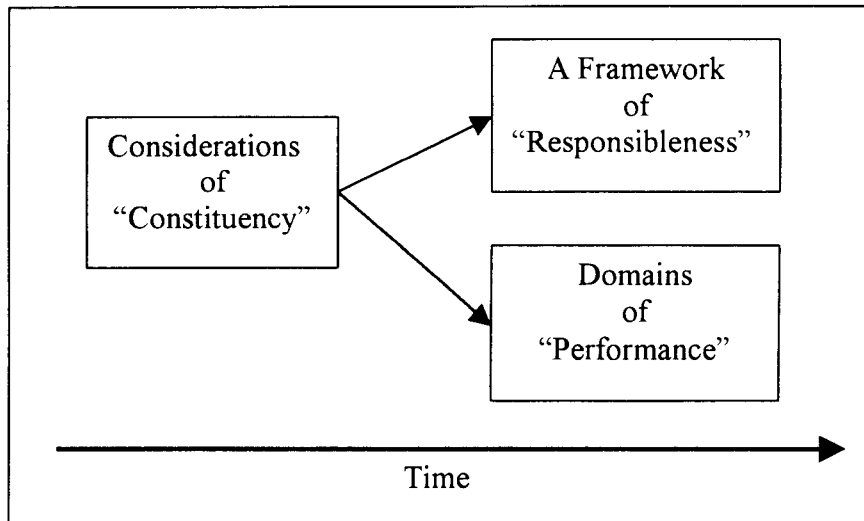 Considerations
of
“Constituency”
A Framework
of
“Responsibleness”
Domains
of
“Performance”
Time